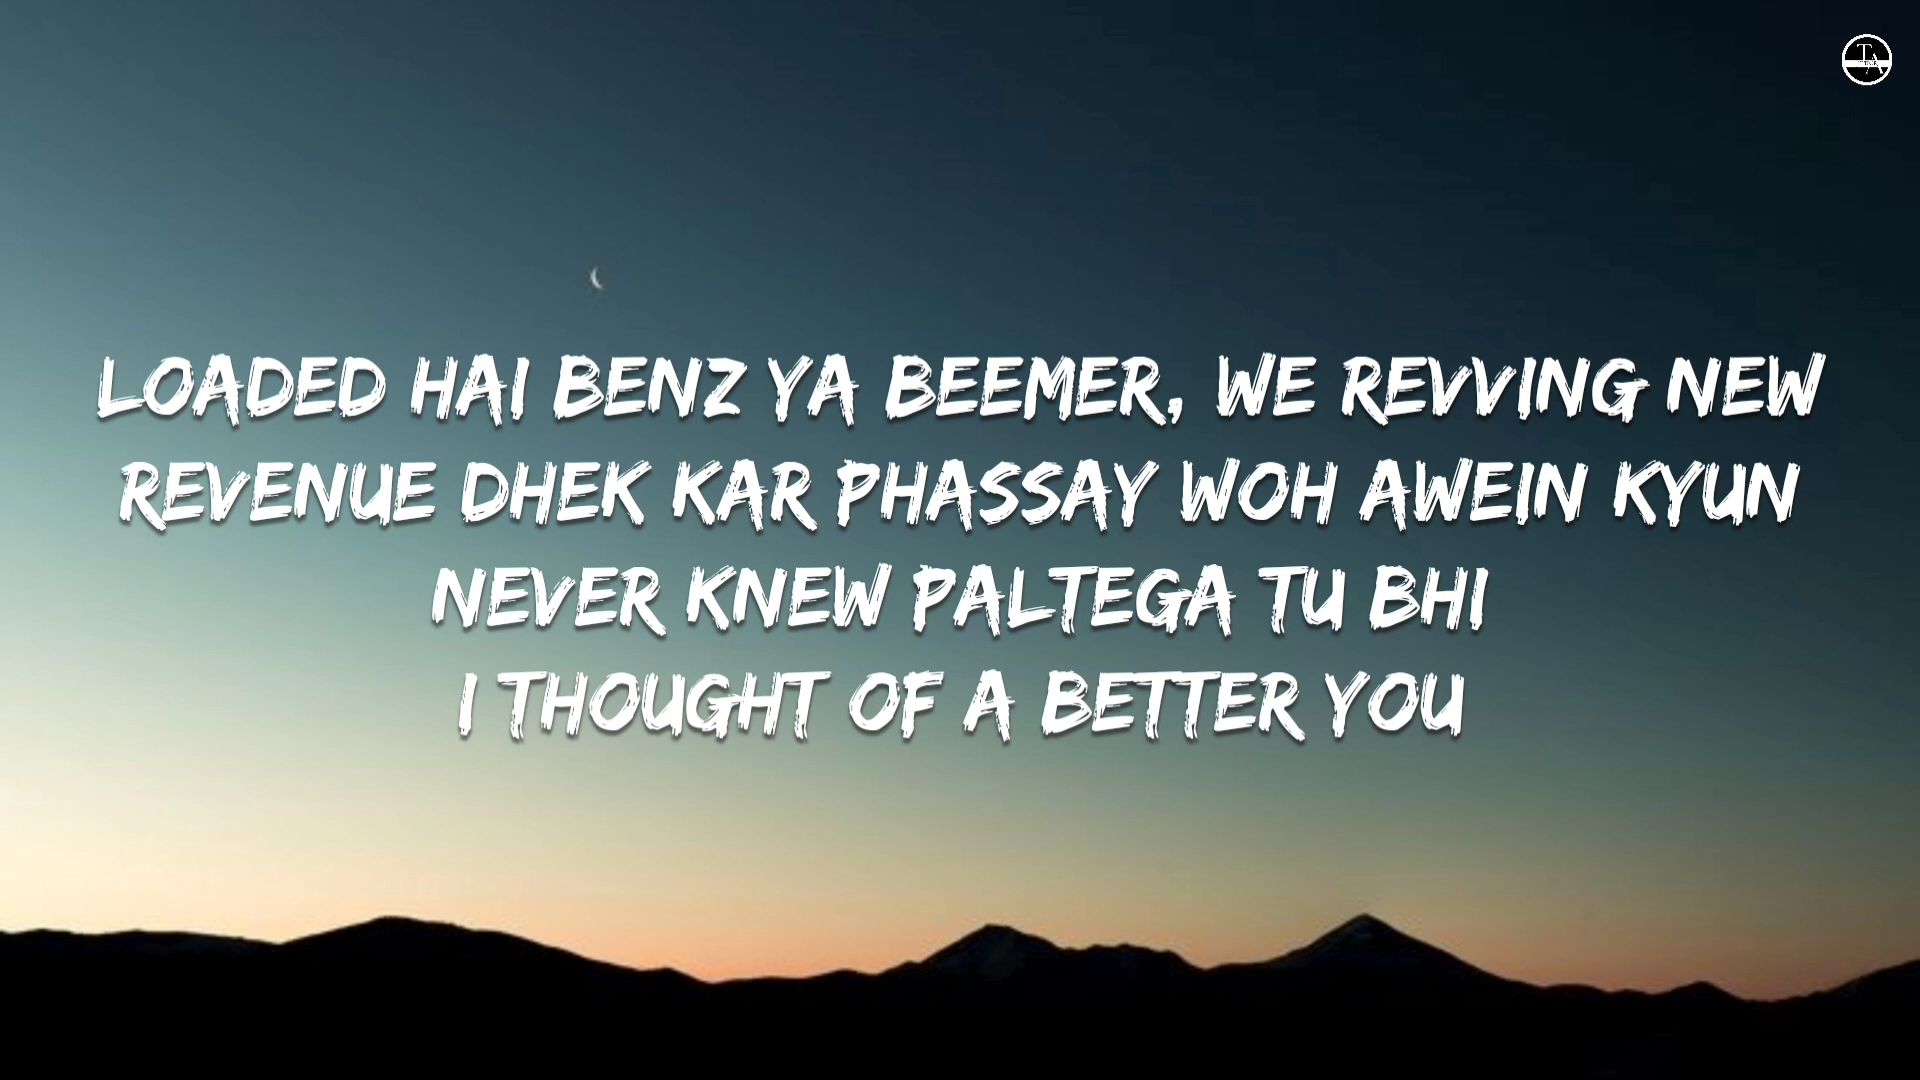 LOADED HAI BENZ YA BEEMER, WE REVVING NEW
REVENUE DHEK KAR PHASSAY WOH AWEIN KYUN
NEVER KNEW PALTEGA TU BHI
I THOUGHT OF A BETTER YOU
TA